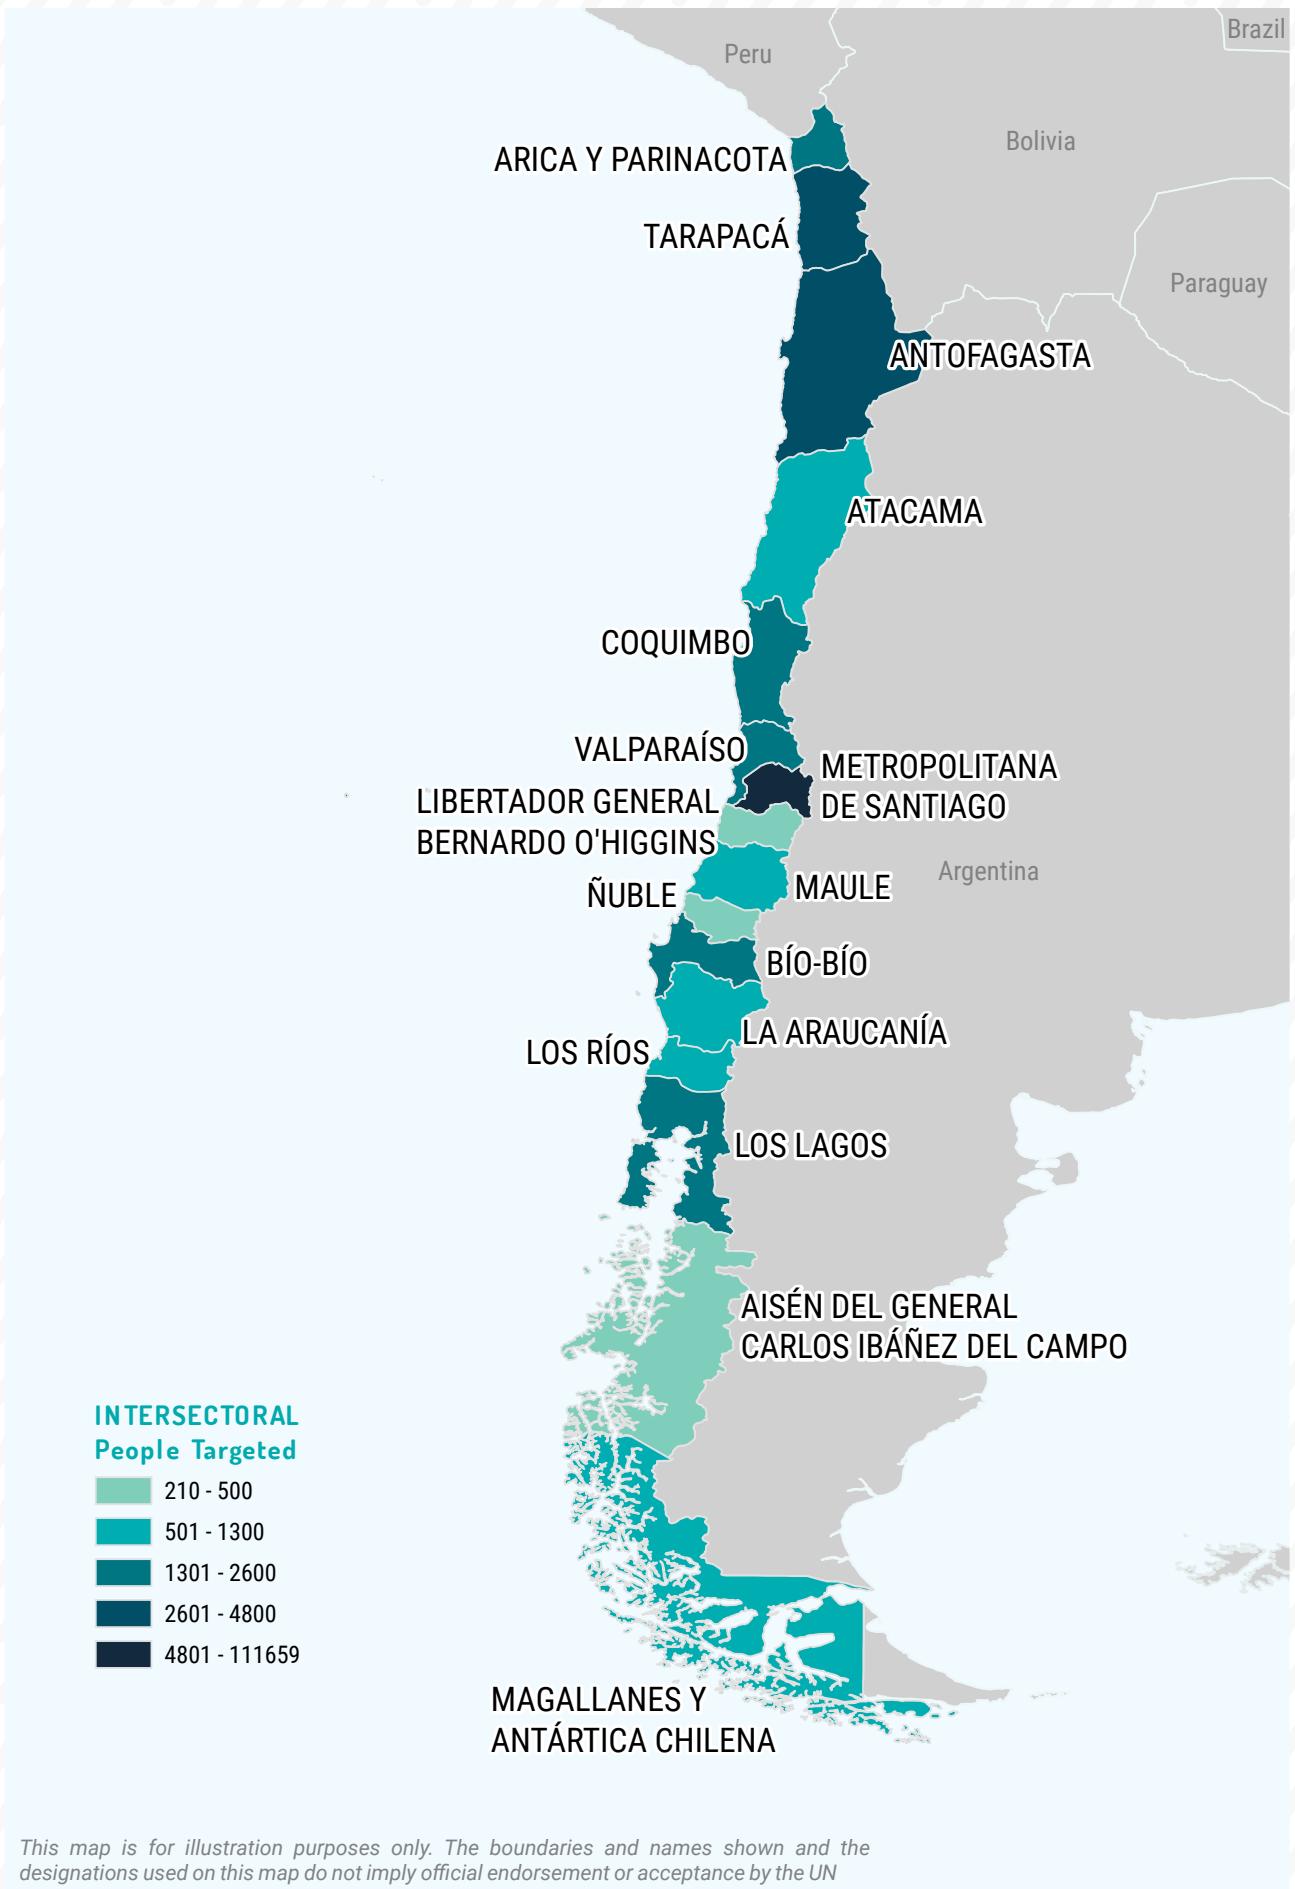 Brazil
Peru
Bolivia
ARICA Y PARINACOTA
TARAPACÁ
Paraguay
ANTOFAGASTA
ATACAMA
COQUIMBO
VALPARAÍSO
METROPOLITANA
DE SANTIAGO
LIBERTADOR GENERAL
BERNARDO O'HIGGINS
Argentina
MAULE
ÑUBLE
BÍO-BÍO
LA ARAUCANÍA
LOS RÍOS
LOS LAGOS
AISÉN DEL GENERAL
CARLOS IBÁÑEZ DEL CAMPO
INTERSECTORAL
People Targeted
210 - 500
501 - 1300
1301 - 2600
2601 - 4800
4801 - 111659
MAGALLANES Y
ANTÁRTICA CHILENA
This map is for illustration purposes only. The boundaries and names shown and the
designations used on this map do not imply official endorsement or acceptance by the UN